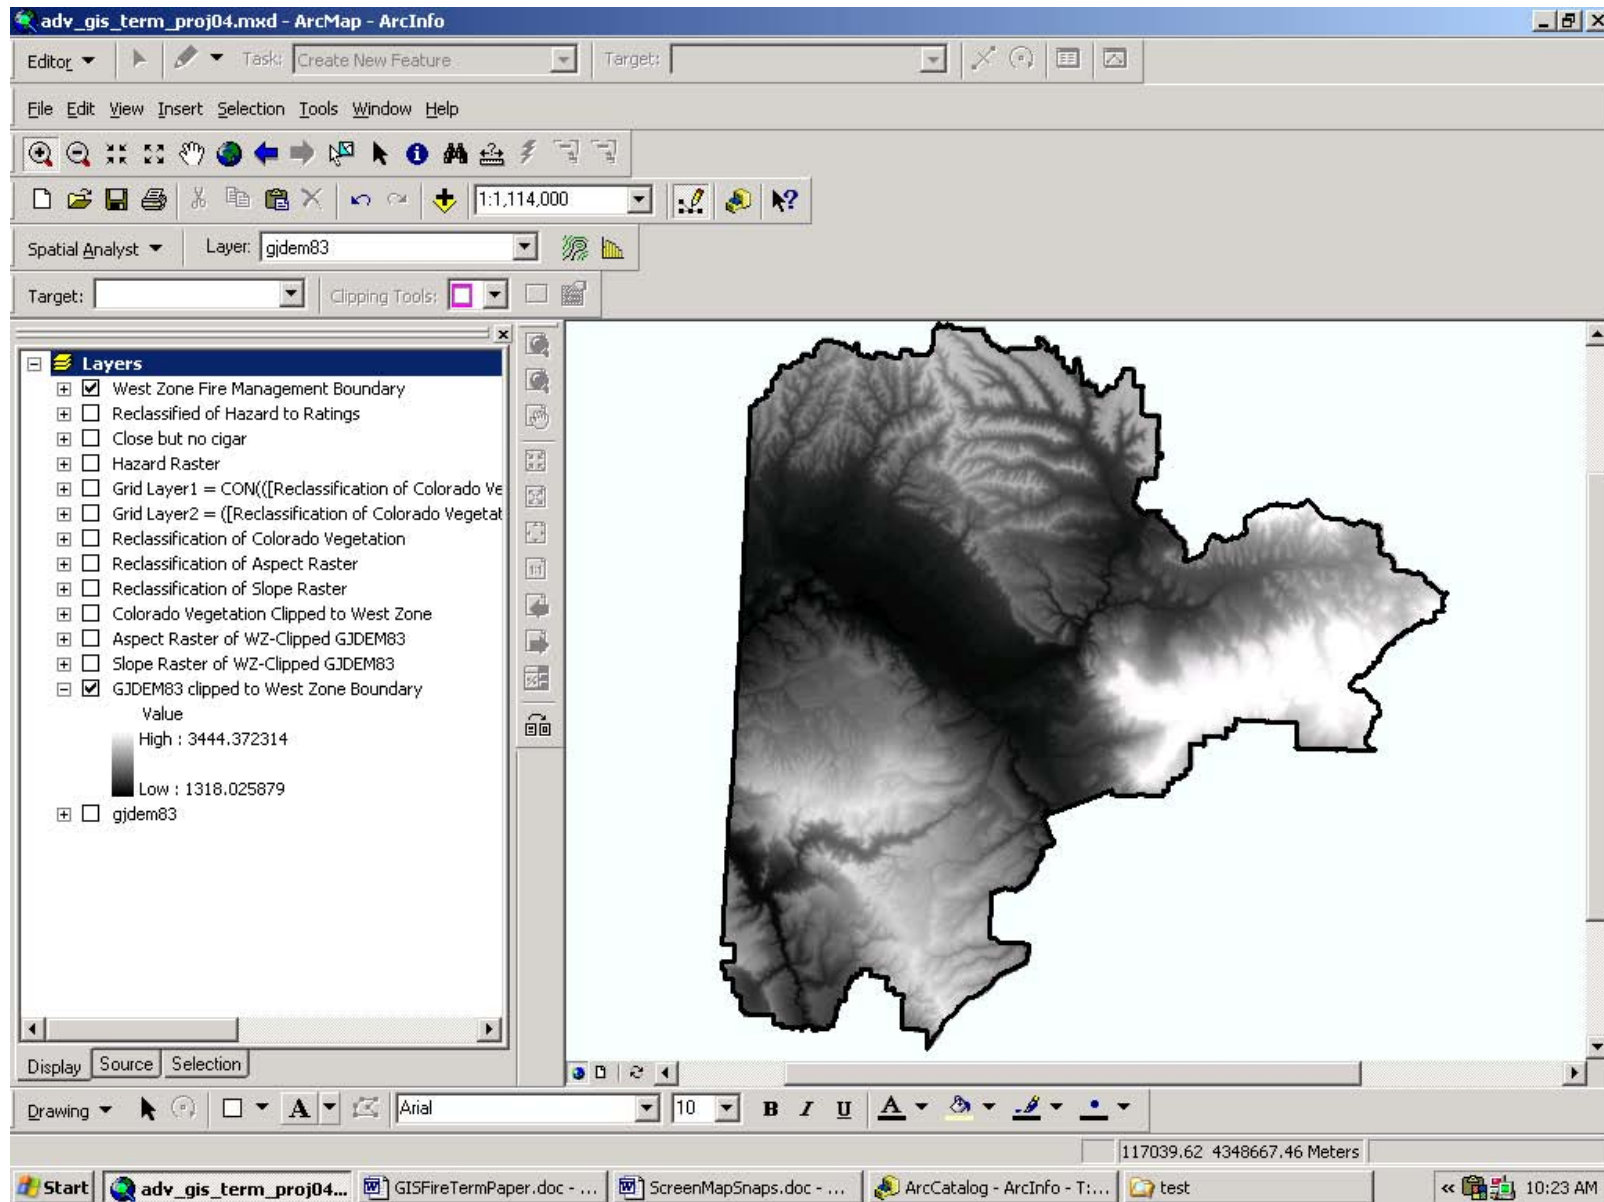 adv_gis_term_proj04.mxd - ArcMap - ArcInfo
Editor Task: Create New Feature Target:
File Edit View Insert Selection Tools Window Help
1:1,114,000
Spatial Analyst Layer: gjdem83
Target: Clipping Tools:
Layers
West Zone Fire Management Boundary
Reclassified of Hazard to Ratings
Close but no cigar
Hazard Raster
Grid Layer1 = CON(([Reclassification of Colorado Ve
Grid Layer2 = ([Reclassification of Colorado Vegetat
Reclassification of Colorado Vegetation
Reclassification of Aspect Raster
Reclassification of Slope Raster
Colorado Vegetation Clipped to West Zone
Aspect Raster of WZ-Clipped GJDEM83
Slope Raster of WZ-Clipped GJDEM83
GJDEM83 clipped to West Zone Boundary
Value
High : 3444.372314
Low : 1318.025879
gjdem83
Display Source Selection
Drawing A Arial 10 B I U A
117039.62 4348667.46 Meters
Start adv_gis_term_proj04... GISFireTermPaper.doc - ... ScreenMapSnaps.doc - ... ArcCatalog - ArcInfo - T:... test « 10:23 AM